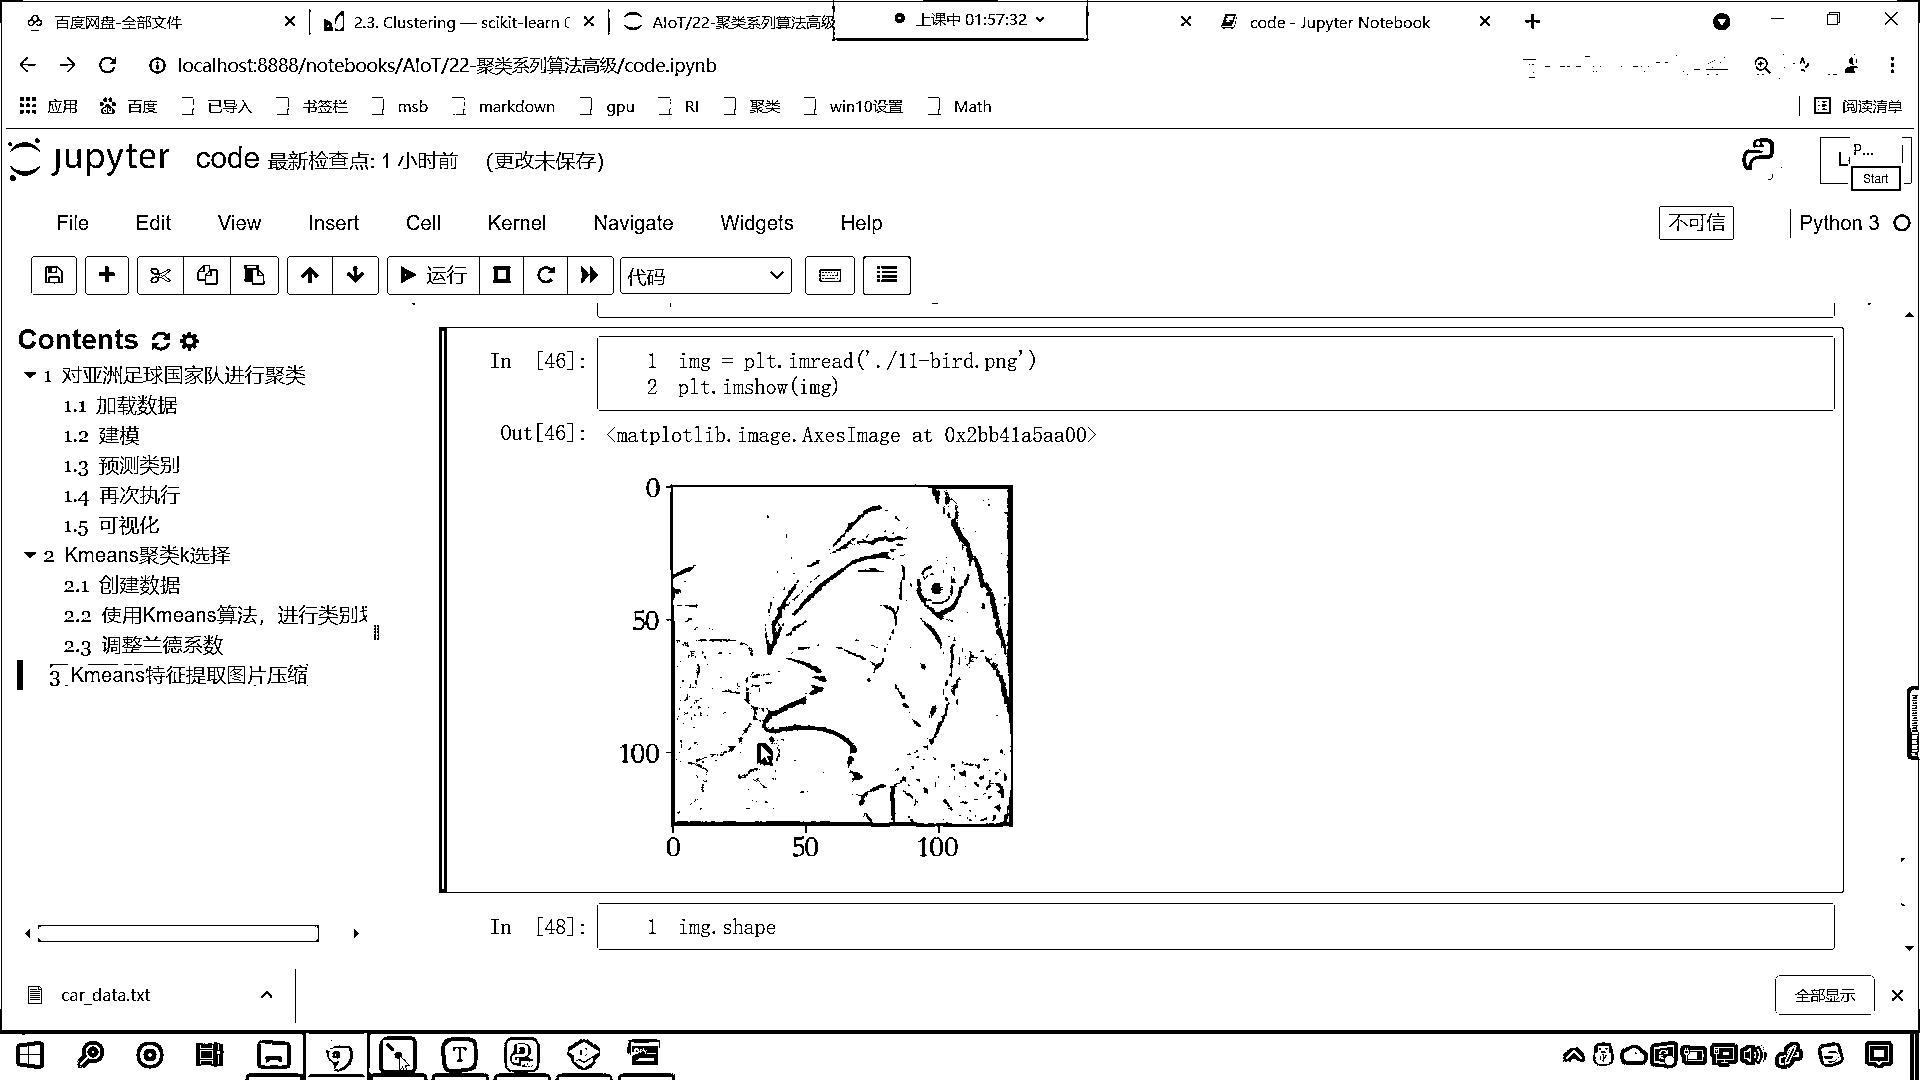 百度网盘-全部文件
2.3. Clustering — scikit-learn
AIoT/22-聚类系列算法高级
上课中 01:57:32
code - Jupyter Notebook
localhost:8888/notebooks/AIoT/22-聚类系列算法高级/code.ipynb
应用 百度 已导入 书签栏 msb markdown gpu RI 聚类 win10设置 Math 阅读清单
jupyter code 最新检查点: 1 小时前 (更改未保存)
P...
Start
File Edit View Insert Cell Kernel Navigate Widgets Help 不可信 Python 3
运行 代码
Contents
1 对亚洲足球国家队进行聚类
1.1 加载数据
1.2 建模
1.3 预测类别
1.4 再次执行
1.5 可视化
2 Kmeans聚类k选择
2.1 创建数据
2.2 使用Kmeans算法，进行类别
2.3 调整兰德系数
3 Kmeans特征提取图片压缩
In [46]:
1 img = plt.imread('./11-bird.png')
2 plt.imshow(img)
Out[46]: <matplotlib.image.AxesImage at 0x2bb41a5aa00>
0
50
100
0 50 100
In [48]: 1 img.shape
car_data.txt
全部显示